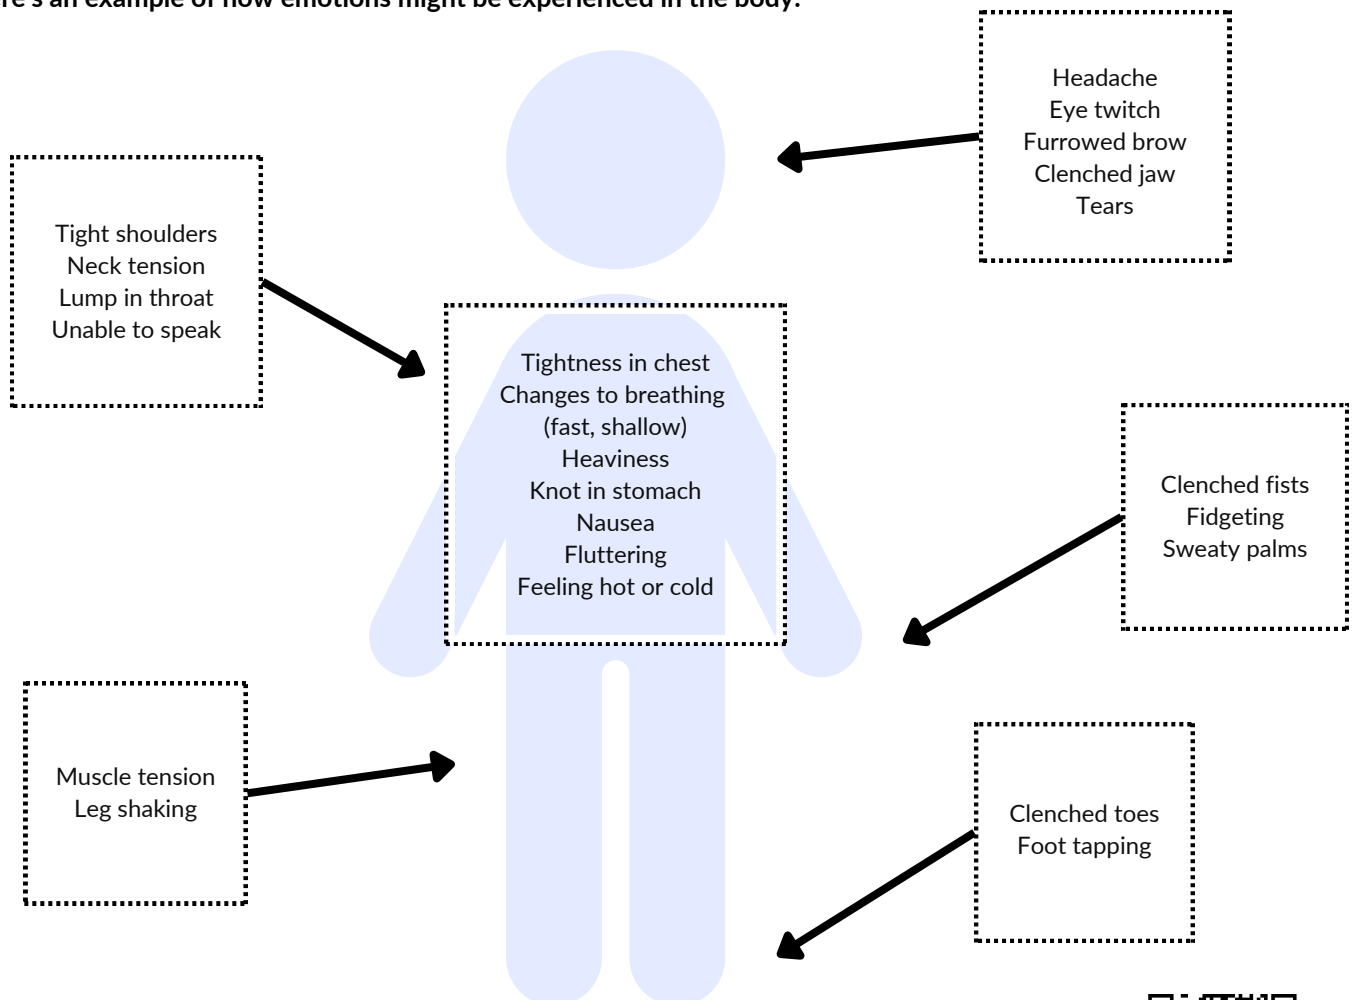 an example of how emotions might be experienced in the body:
Headache
Eye twitch
Furrowed brow
Clenched jaw
Tears
Tight shoulders
Neck tension
Lump in throat
Unable to speak
Tightness in chest
Changes to breathing
(fast, shallow)
Heaviness
Knot in stomach
Nausea
Fluttering
Feeling hot or cold
Clenched fists
Fidgeting
Sweaty palms
Muscle tension
Leg shaking
Clenched toes
Foot tapping